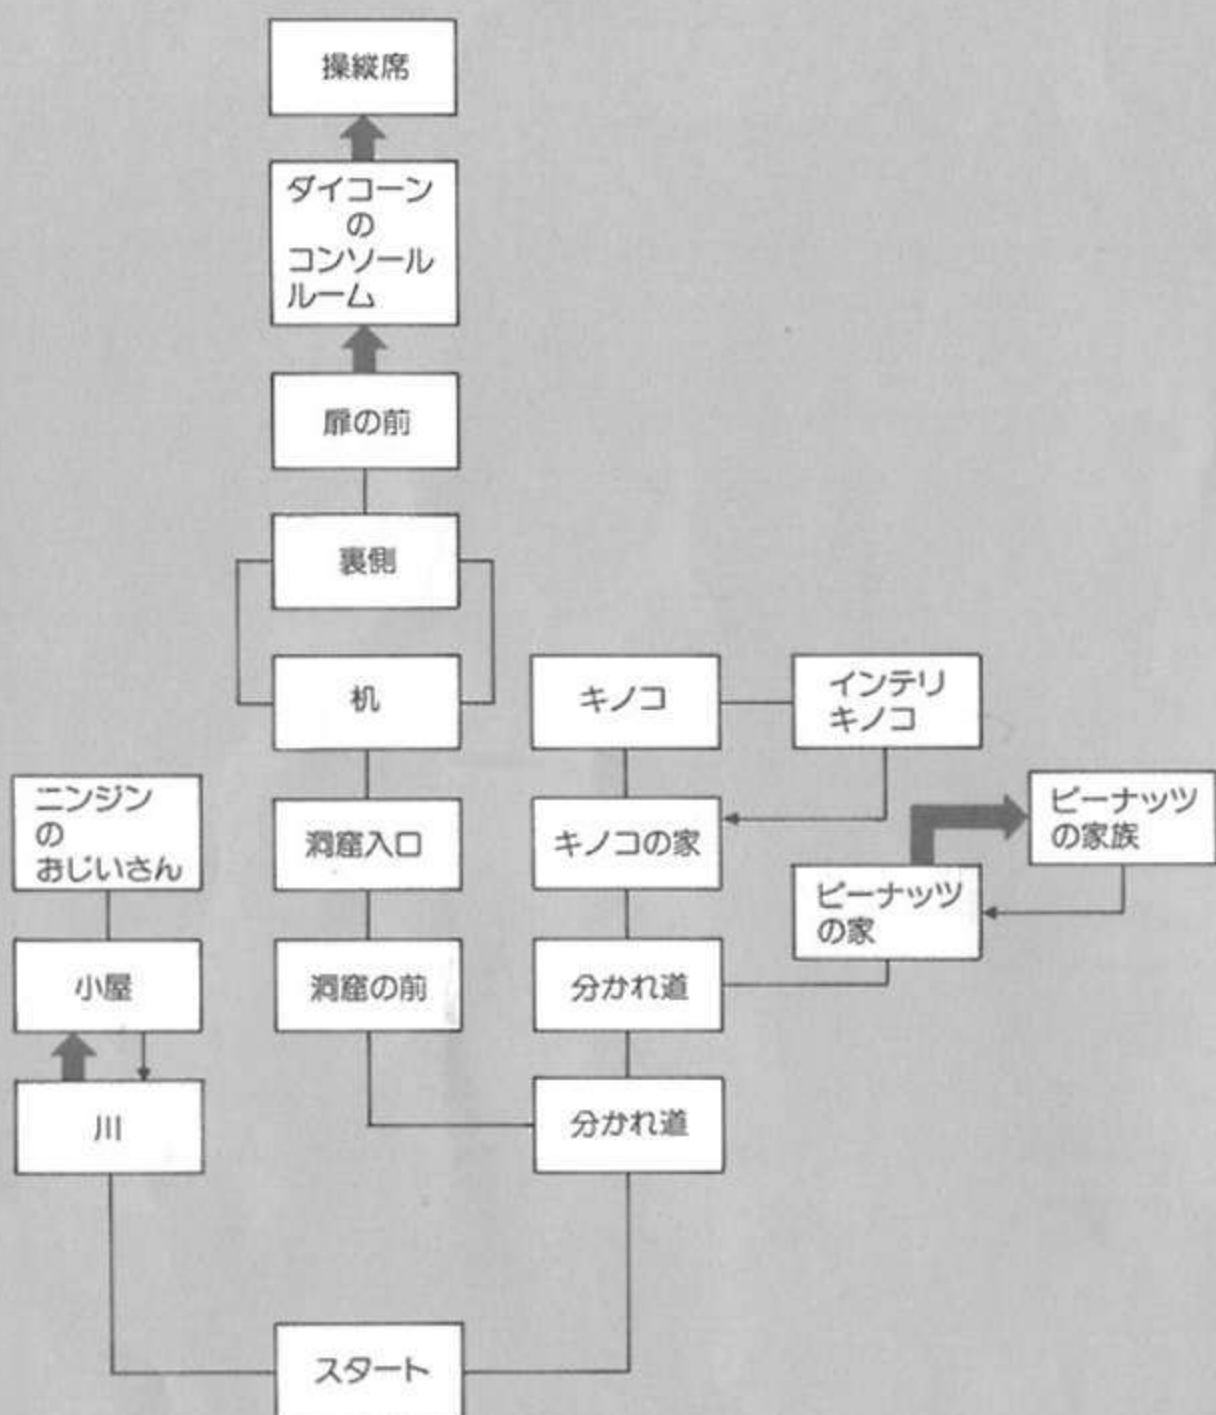 操縦席
ダイコーン
の
コンソール
ルーム
扉の前
裏側
机
キノコ
インテリ
キノコ
ニンジン
の
おじいさん
洞窟入口
キノコの家
ピーナッツ
の家族
ピーナッツ
の家
小屋
洞窟の前
分かれ道
川
分かれ道
スタート